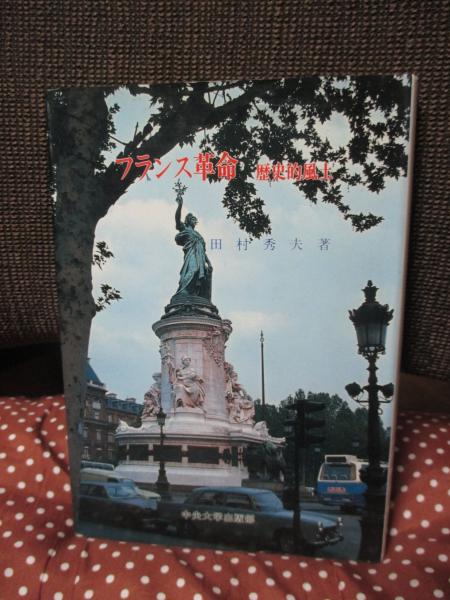 フランス革命 歴史的風土
田村秀夫著
中央大学出版部